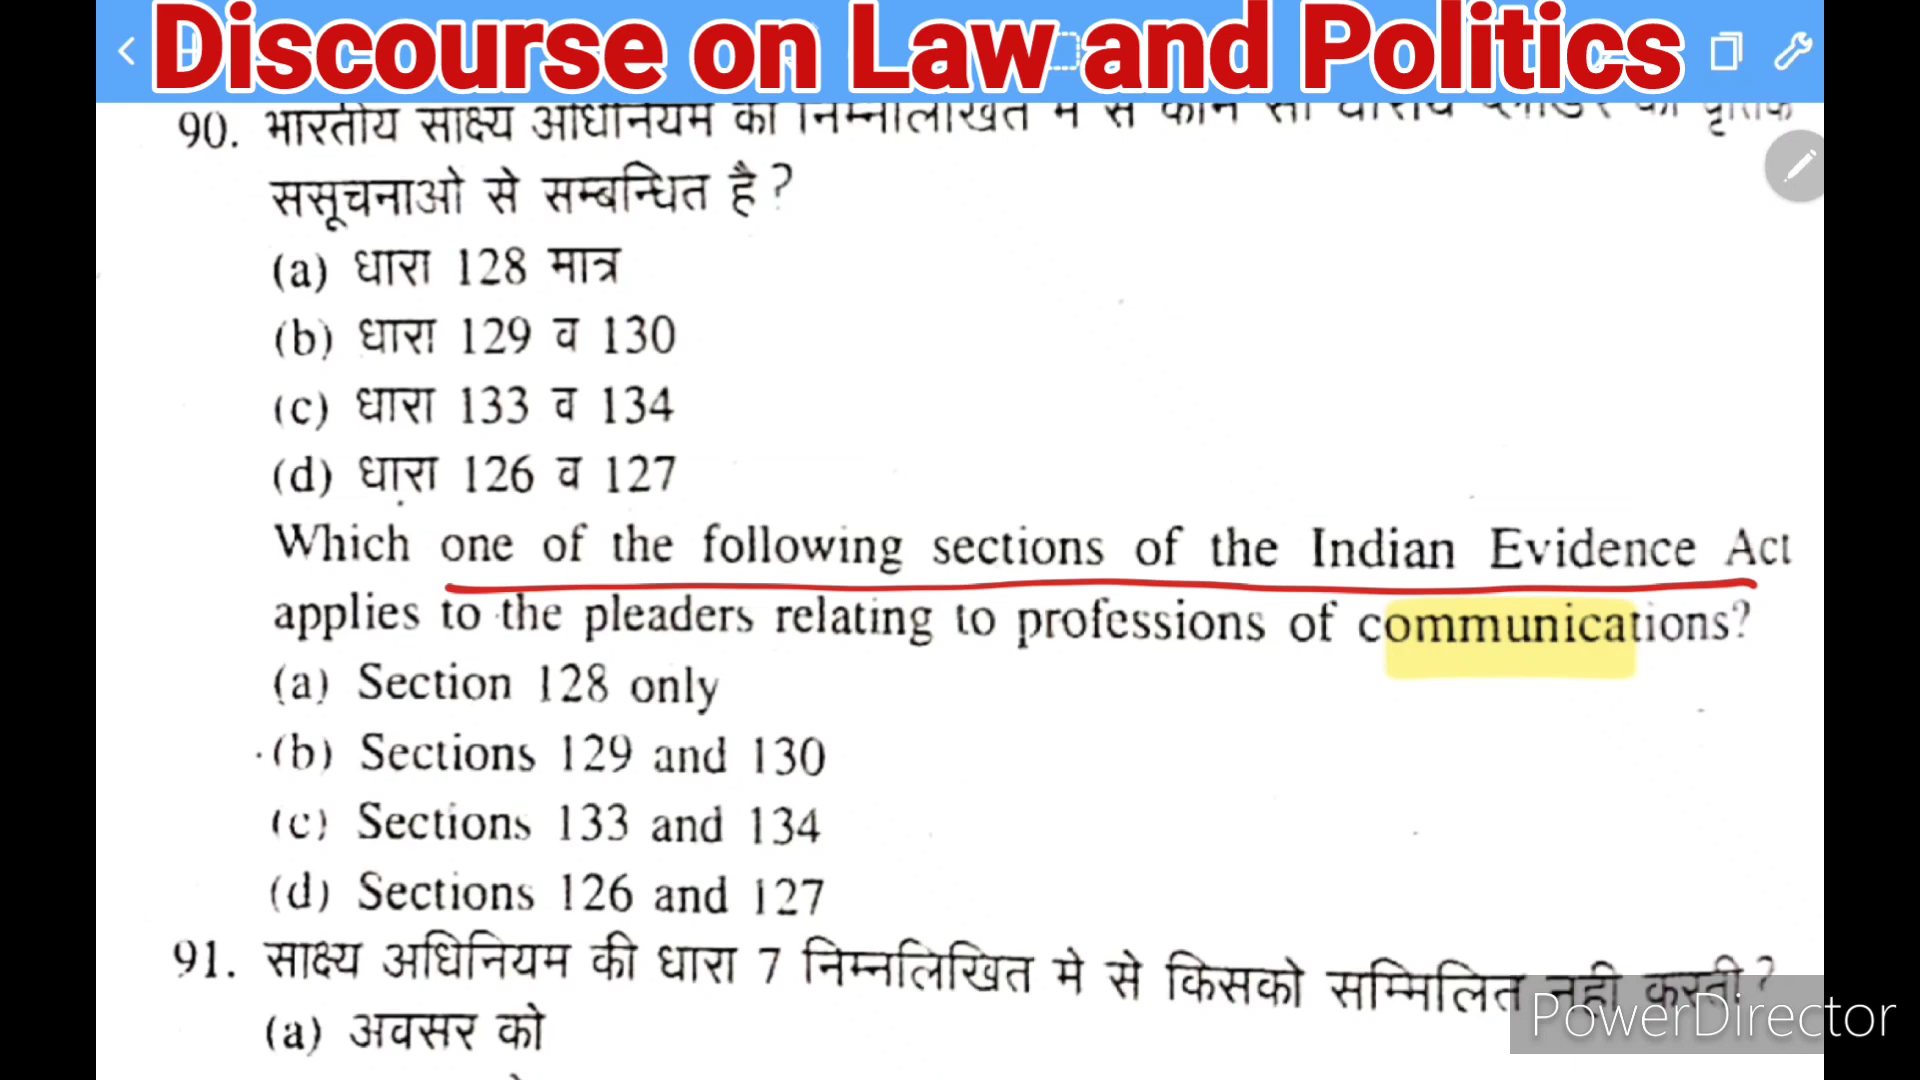 Discourse on Law and Politics
90. भारतीय साक्ष्य अधिनियम की निम्नलिखित में से कौन सी
ससूचनाओ से सम्बन्धित है ?
(a) धारा 128 मात्र
(b) धारा 129 व 130
(c) धारा 133 व 134
(d) धारा 126 व 127
Which one of the following sections of the Indian Evidence Act
applies to the pleaders relating to professions of communications?
(a) Section 128 only
(b) Sections 129 and 130
(c) Sections 133 and 134
(d) Sections 126 and 127
91. साक्ष्य अधिनियम की धारा 7 निम्नलिखित मे से किसको सम्मिलित नही करती ?
(a) अवसर को
PowerDirector